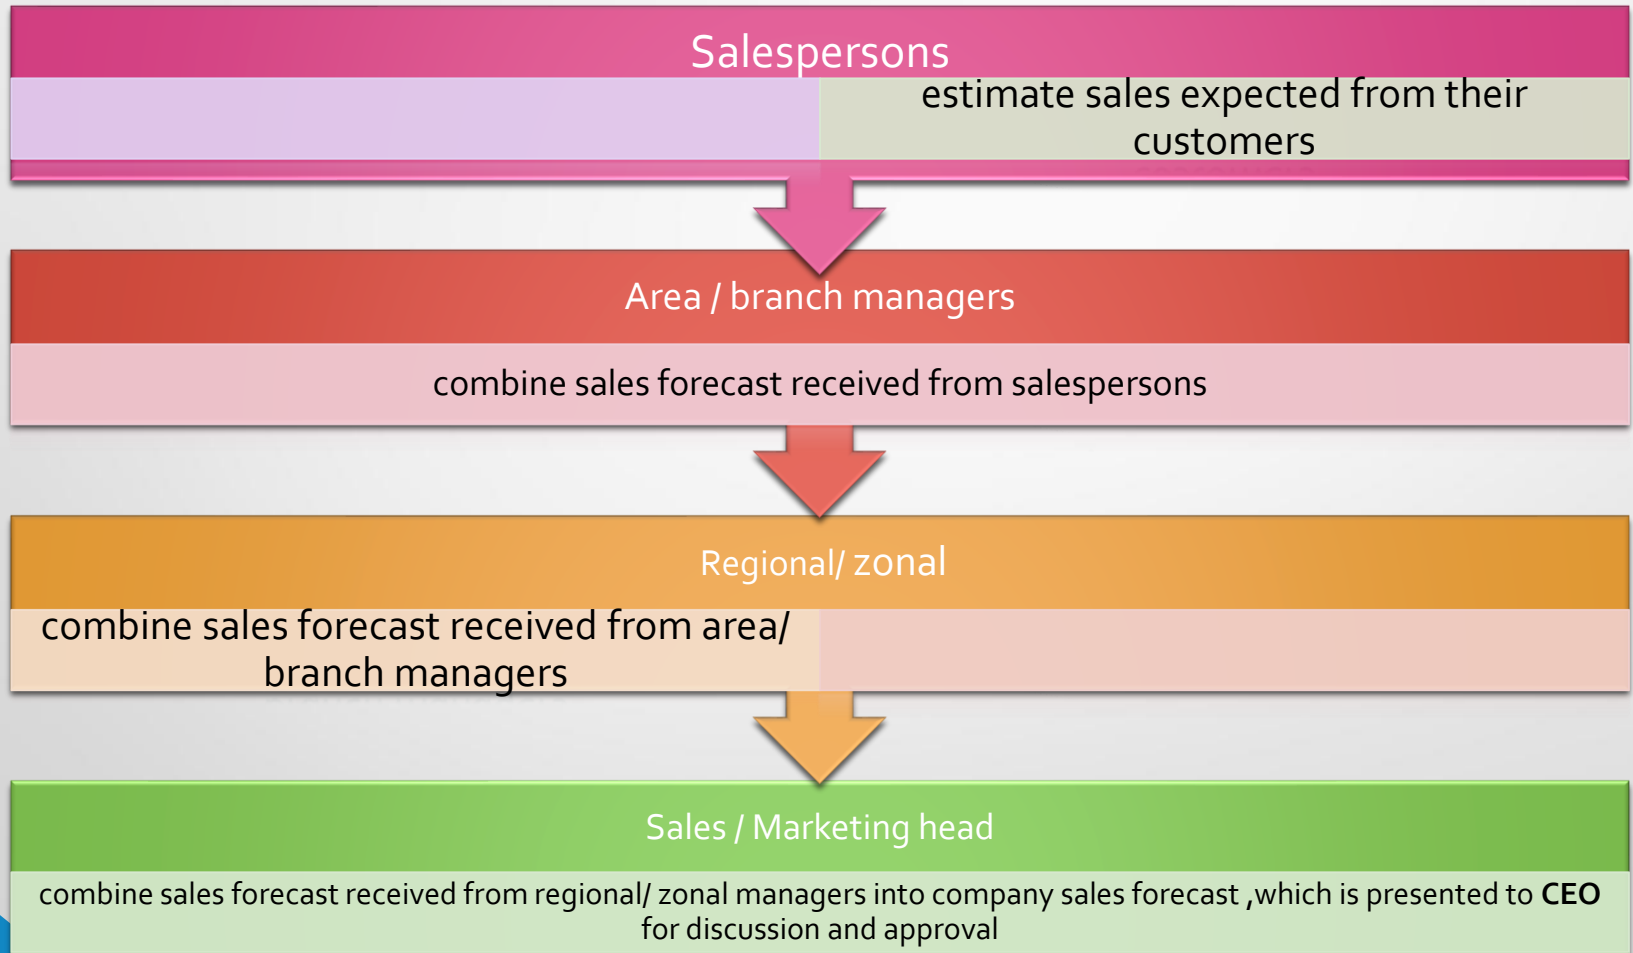 Salespersons
estimate sales expected from their
customers
Area / branch managers
combine sales forecast received from salespersons
Regional/ zonal
combine sales forecast received from area/
branch managers
Sales / Marketing head
combine sales forecast received from regional/ zonal managers into company sales forecast ,which is presented to CEO
for discussion and approval